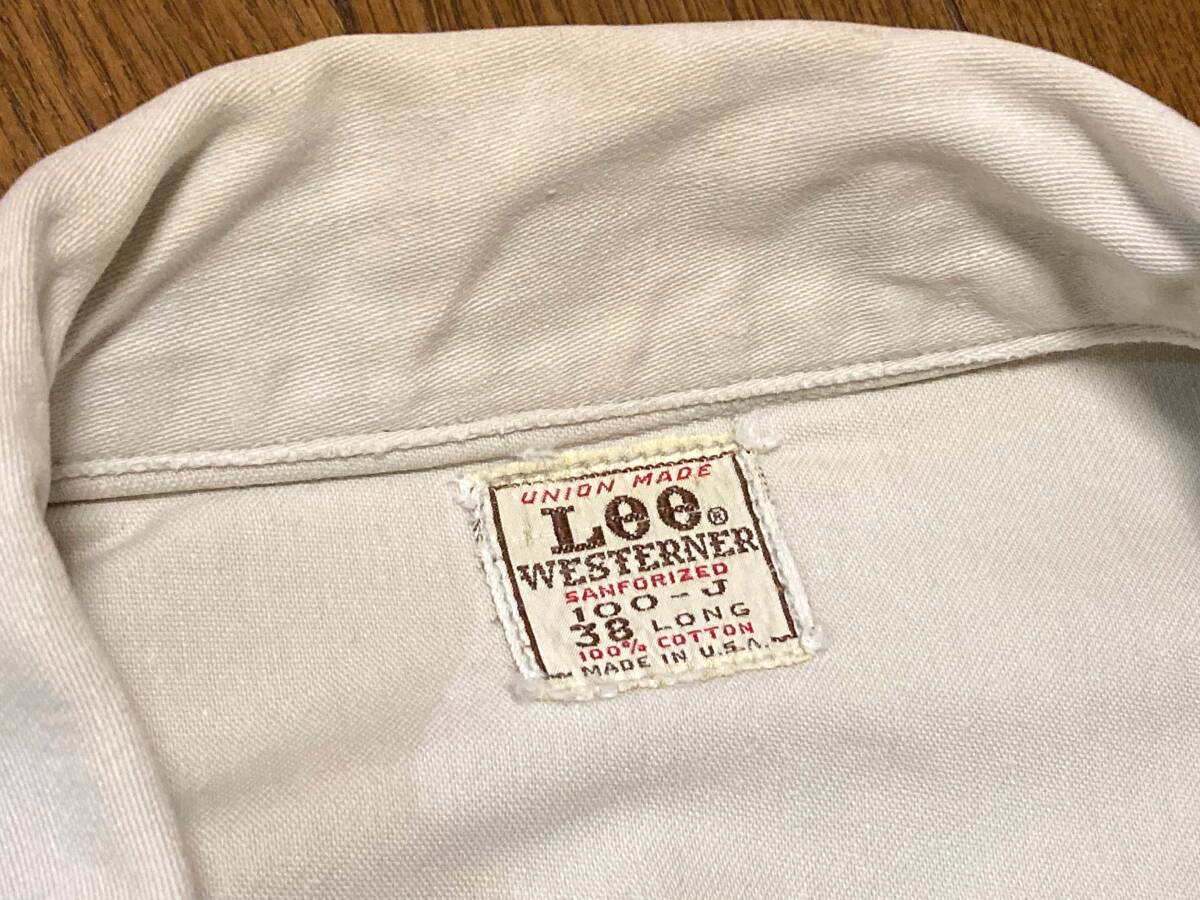 UNION MADE
Lee®
WESTERNER
SANFORIZED
100-J
38 LONG
100% COTTON
MADE IN U.S.A.